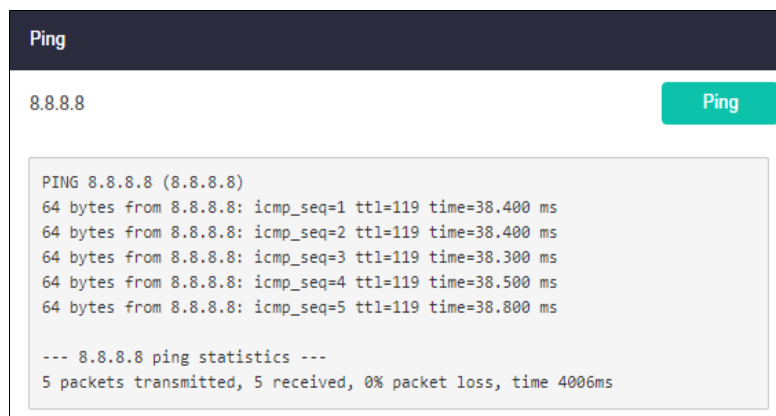 Ping
8.8.8.8
Ping
PING 8.8.8.8 (8.8.8.8)
64 bytes from 8.8.8.8: icmp_seq=1 ttl=119 time=38.400 ms
64 bytes from 8.8.8.8: icmp_seq=2 ttl=119 time=38.400 ms
64 bytes from 8.8.8.8: icmp_seq=3 ttl=119 time=38.300 ms
64 bytes from 8.8.8.8: icmp_seq=4 ttl=119 time=38.500 ms
64 bytes from 8.8.8.8: icmp_seq=5 ttl=119 time=38.800 ms
--- 8.8.8.8 ping statistics ---
5 packets transmitted, 5 received, 0% packet loss, time 4006ms